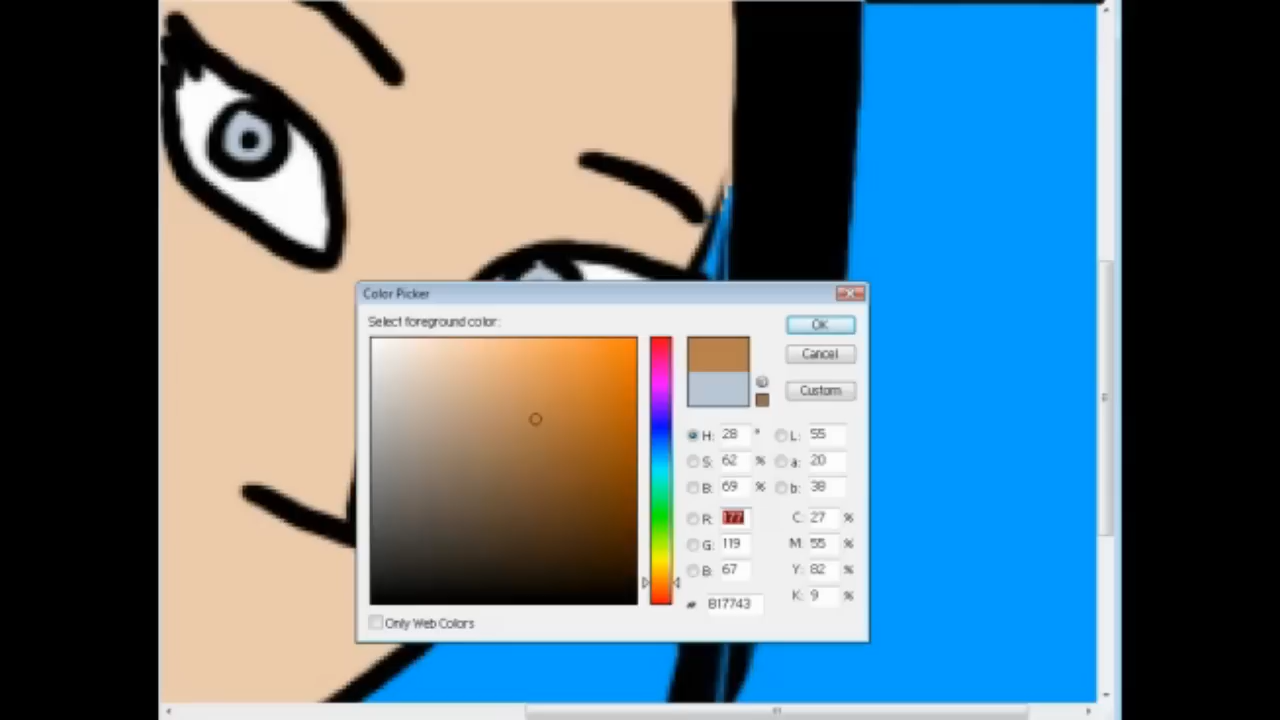 Color Picker
Select foreground color:
OK
Cancel
Custom
H: 28 °
L: 55
S: 62 %
a: 20
B: 69 %
b: 38
R: 177
C: 27 %
G: 119
M: 55 %
B: 67
Y: 82 %
# B17743
K: 9 %
Only Web Colors